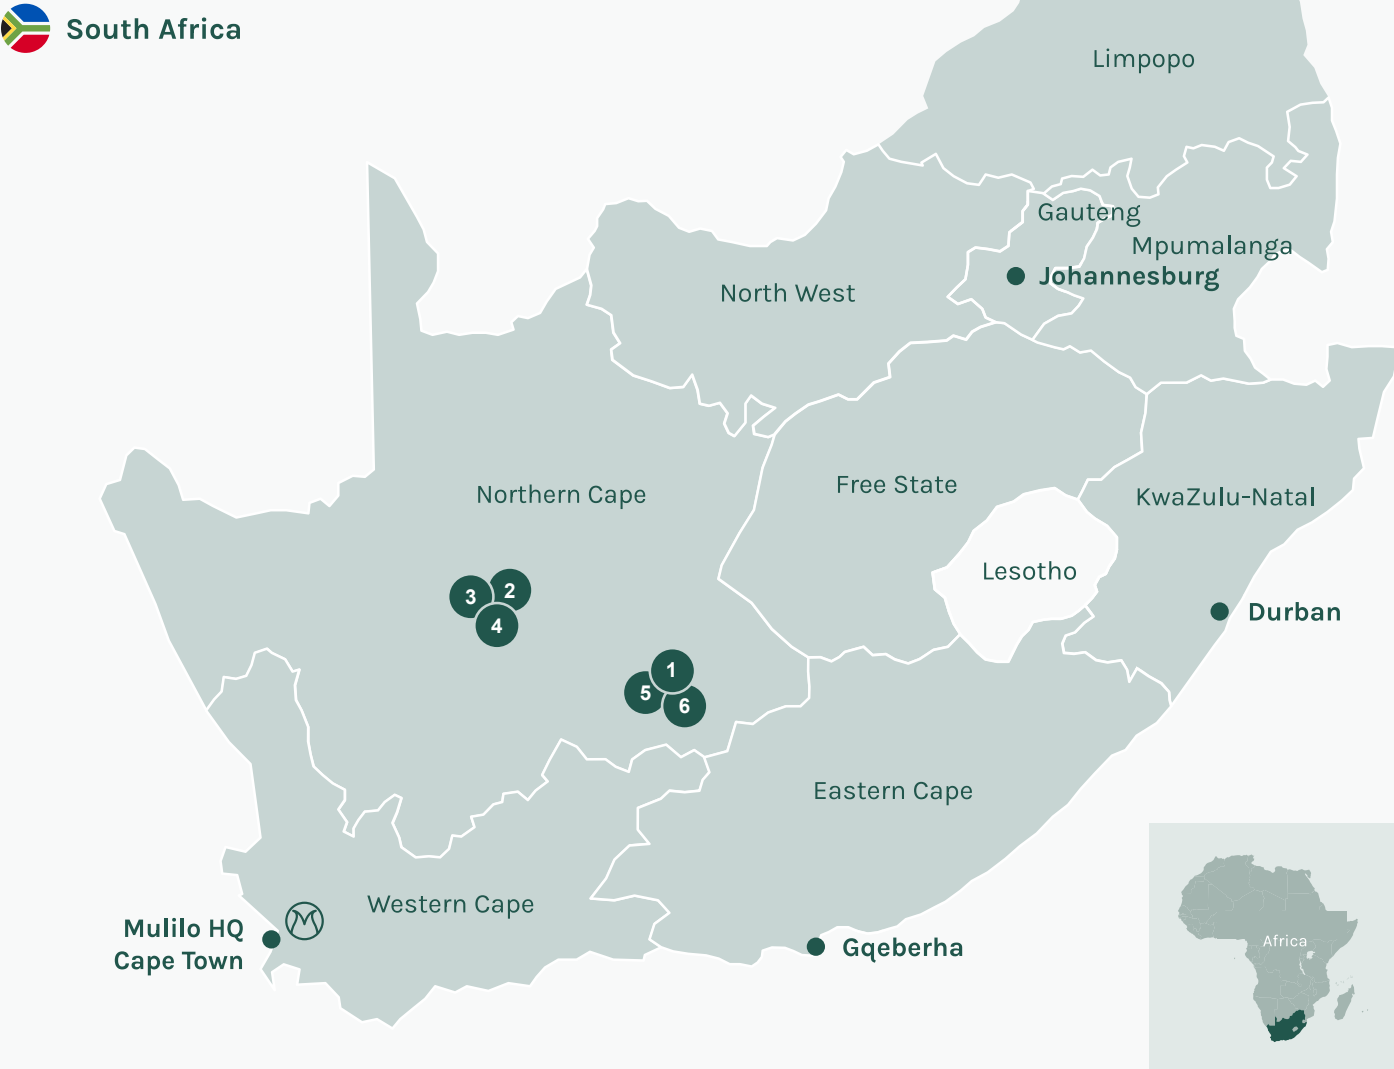 South Africa
Limpopo
Gauteng
Mpumalanga
Johannesburg
North West
Northern Cape
Free State
KwaZulu-Natal
Lesotho
3
2
4
Durban
1
5
6
Eastern Cape
Western Cape
Mulilo HQ
Cape Town
Gqeberha
Africa